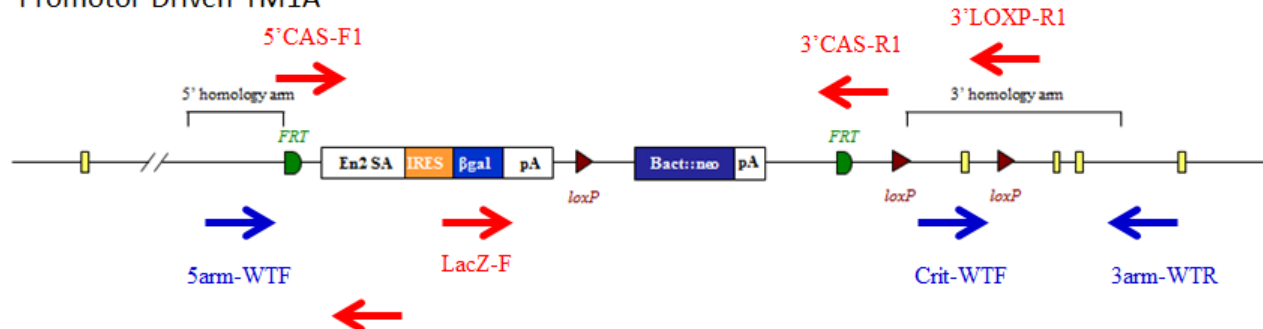 Promotor Driven TM1A
5'CAS-F1
3'LOXP-R1
3'CAS-R1
5' homology arm
3' homology arm
FRT
FRT
En2 SA IRES βgal pA
Bact::neo pA
loxP
loxP
loxP
5arm-WTF
LacZ-F
Crit-WTF
3arm-WTR